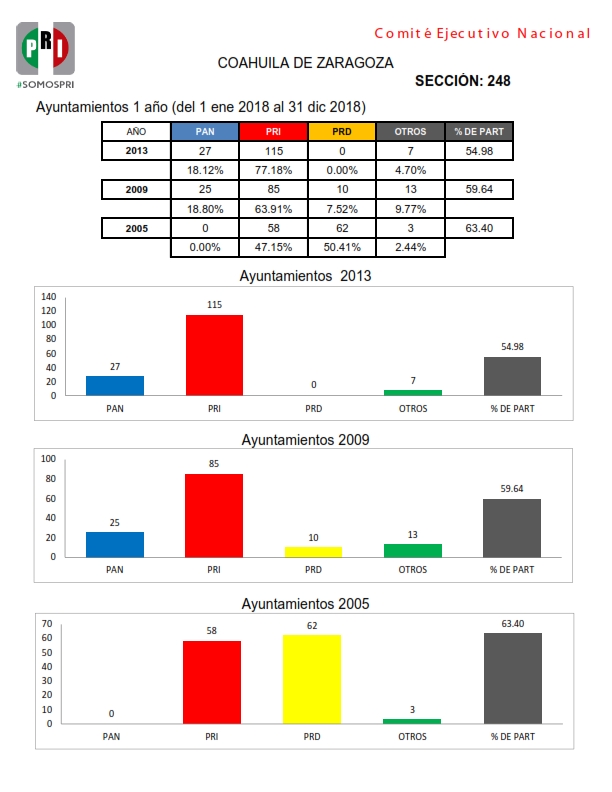 PRI
#SOMOSPRI
Comité Ejecutivo Nacional
COAHUILA DE ZARAGOZA
SECCIÓN: 248
Ayuntamientos 1 año (del 1 ene 2018 al 31 dic 2018)
AÑO PAN PRI PRD OTROS % DE PART
2013 27 115 0 7 54.98
18.12% 77.18% 0.00% 4.70%
2009 25 85 10 13 59.64
18.80% 63.91% 7.52% 9.77%
2005 0 58 62 3 63.40
0.00% 47.15% 50.41% 2.44%
Ayuntamientos 2013
140
120
100
80
60
40
20
0
27 115 0 7 54.98
PAN PRI PRD OTROS % DE PART
Ayuntamientos 2009
100
80
60
40
20
0
25 85 10 13 59.64
PAN PRI PRD OTROS % DE PART
Ayuntamientos 2005
70
60
50
40
30
20
10
0
0 58 62 3 63.40
PAN PRI PRD OTROS % DE PART